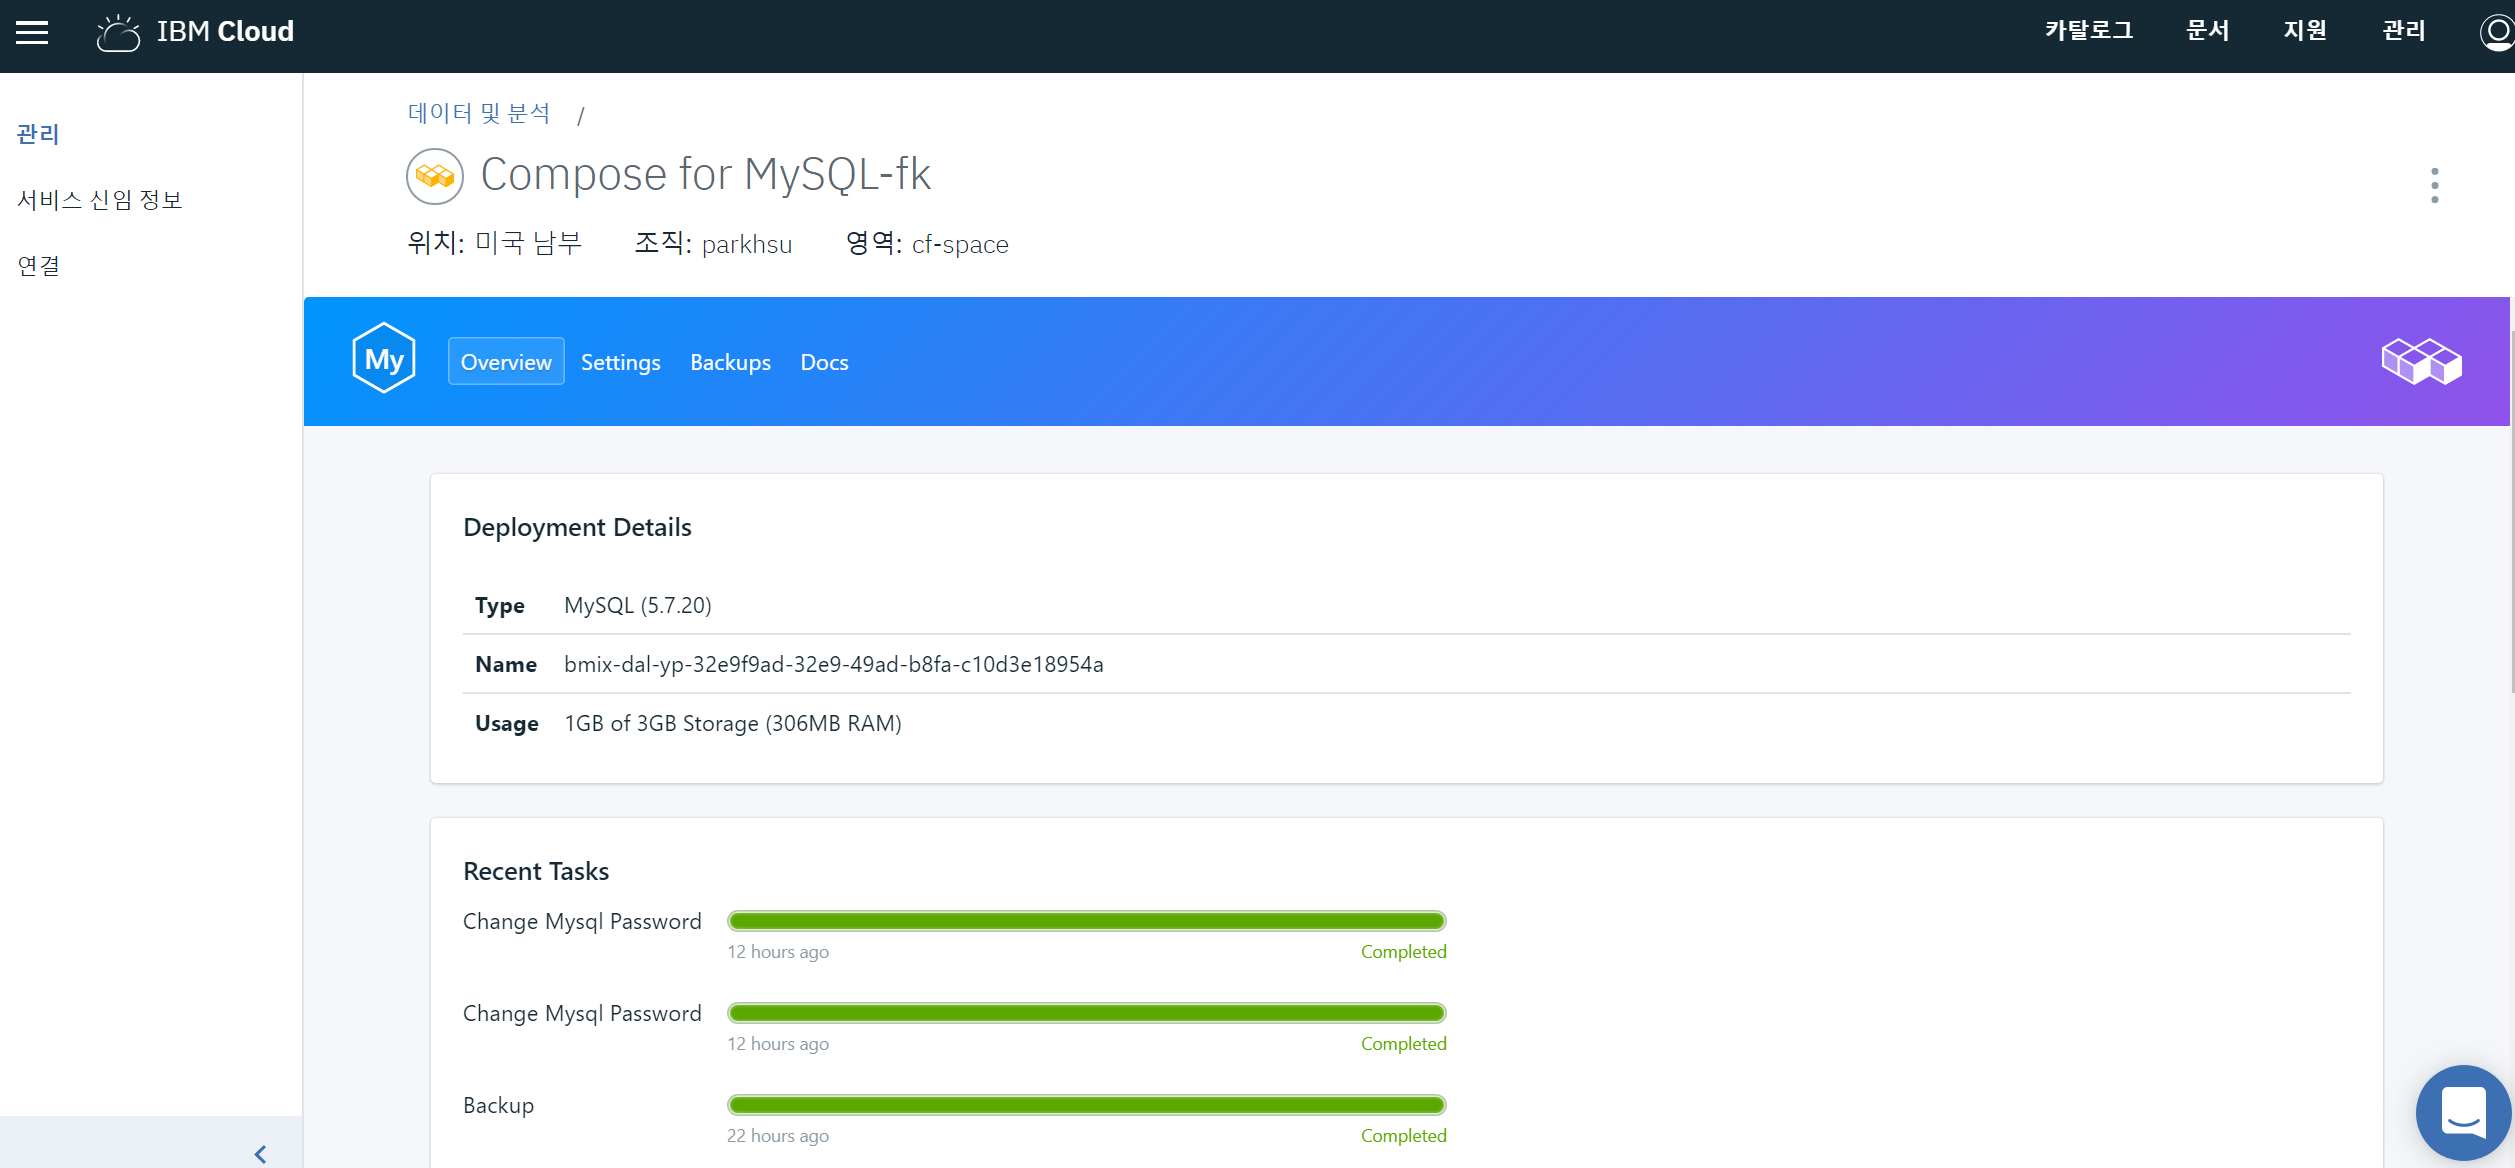 IBM Cloud
카탈로그 문서 지원 관리
관리
서비스 신임 정보
연결
데이터 및 분석 /
Compose for MySQL-fk
위치: 미국 남부 조직: parkhsu 영역: cf-space
My Overview Settings Backups Docs
Deployment Details
Type MySQL (5.7.20)
Name bmix-dal-yp-32e9f9ad-32e9-49ad-b8fa-c10d3e18954a
Usage 1GB of 3GB Storage (306MB RAM)
Recent Tasks
Change Mysql Password
12 hours ago Completed
Change Mysql Password
12 hours ago Completed
Backup
22 hours ago Completed